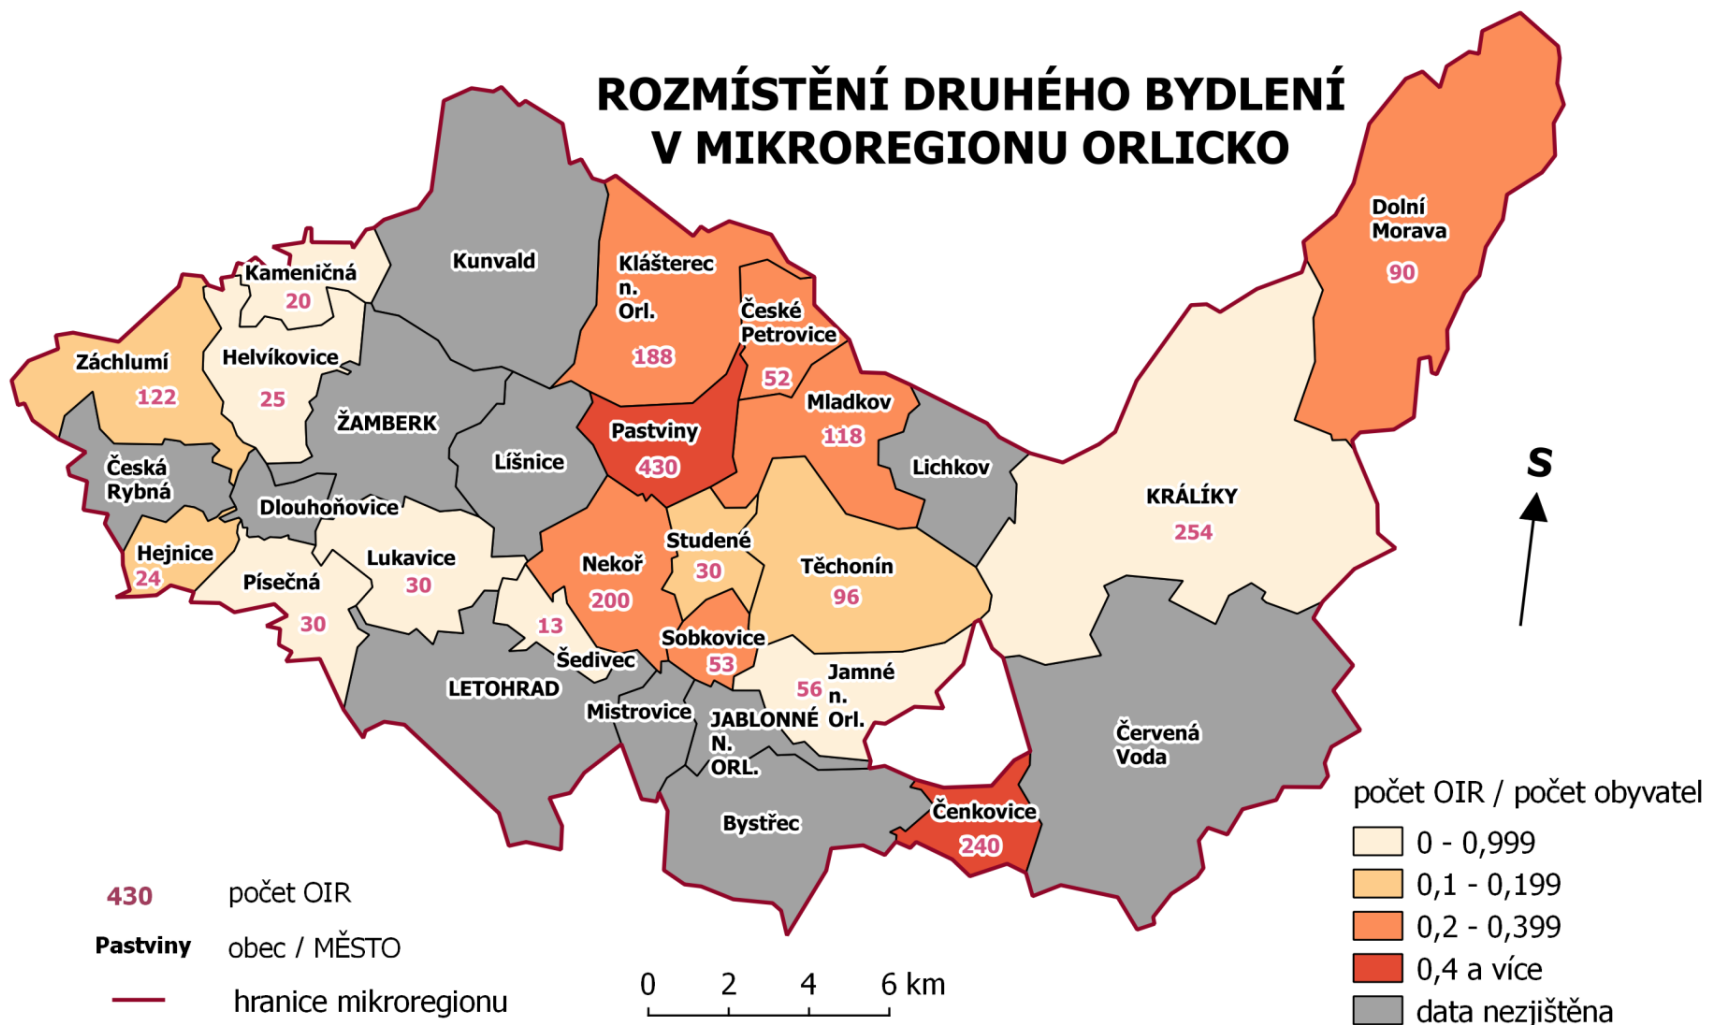 ROZMÍSTĚNÍ DRUHÉHO BYDLENÍ
V MIKROREGIONU ORLICKO
Dolní
Morava
90
Kunvald
Kameničná
20
Klášterec
n.
Orl.
188
České
Petrovice
52
Záchlumí
122
Helvíkovice
25
ŽAMBERK
Pastviny
430
Mladkov
118
Líšnice
Lichkov
Česká
Rybná
Dlouhoňovice
KRÁLÍKY
254
S
Hejnice
24
Písečná
30
Lukavice
30
Nekoř
200
Studené
30
Těchonín
96
13
Šedivec
Sobkovice
53
56
Jamné
n.
Orl.
LETOHRAD
Mistrovice
JABLONNÉ
N.
ORL.
Červená
Voda
Bystřec
Čenkovice
240
počet OIR / počet obyvatel
0 - 0,999
0,1 - 0,199
0,2 - 0,399
0,4 a více
data nezjištěna
430 počet OIR
Pastviny obec / MĚSTO
hranice mikroregionu
0 2 4 6 km